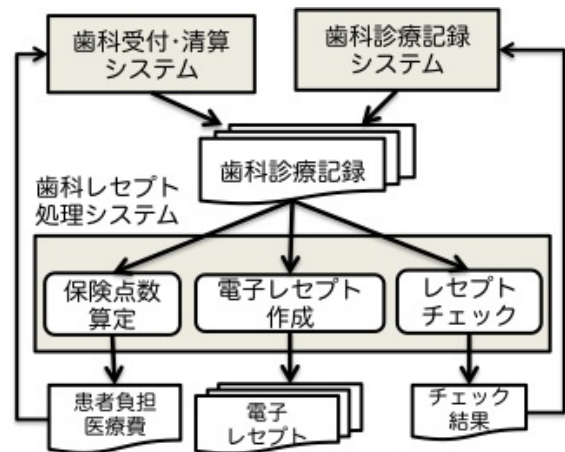 歯科受付・清算
システム
歯科診療記録
システム
歯科診療記録
歯科レセプト
処理システム
保険点数
算定
電子レセプト
作成
レセプト
チェック
患者負担
医療費
電子
レセプト
チェック
結果